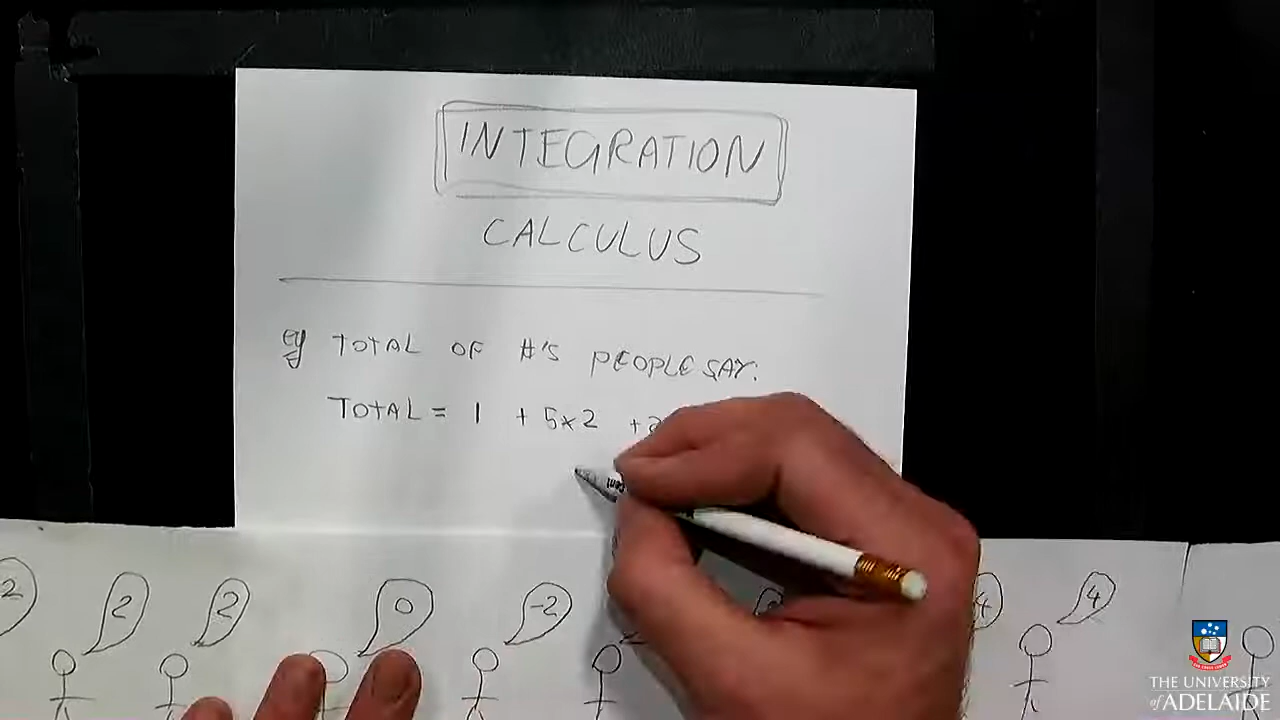 INTEGRATION
CALCULUS
eg TOTAL OF #'S PEOPLE SAY:
TOTAL = 1 + 5×2 +
2 2 2 0 -2 4 4
THE UNIVERSITY
of ADELAIDE